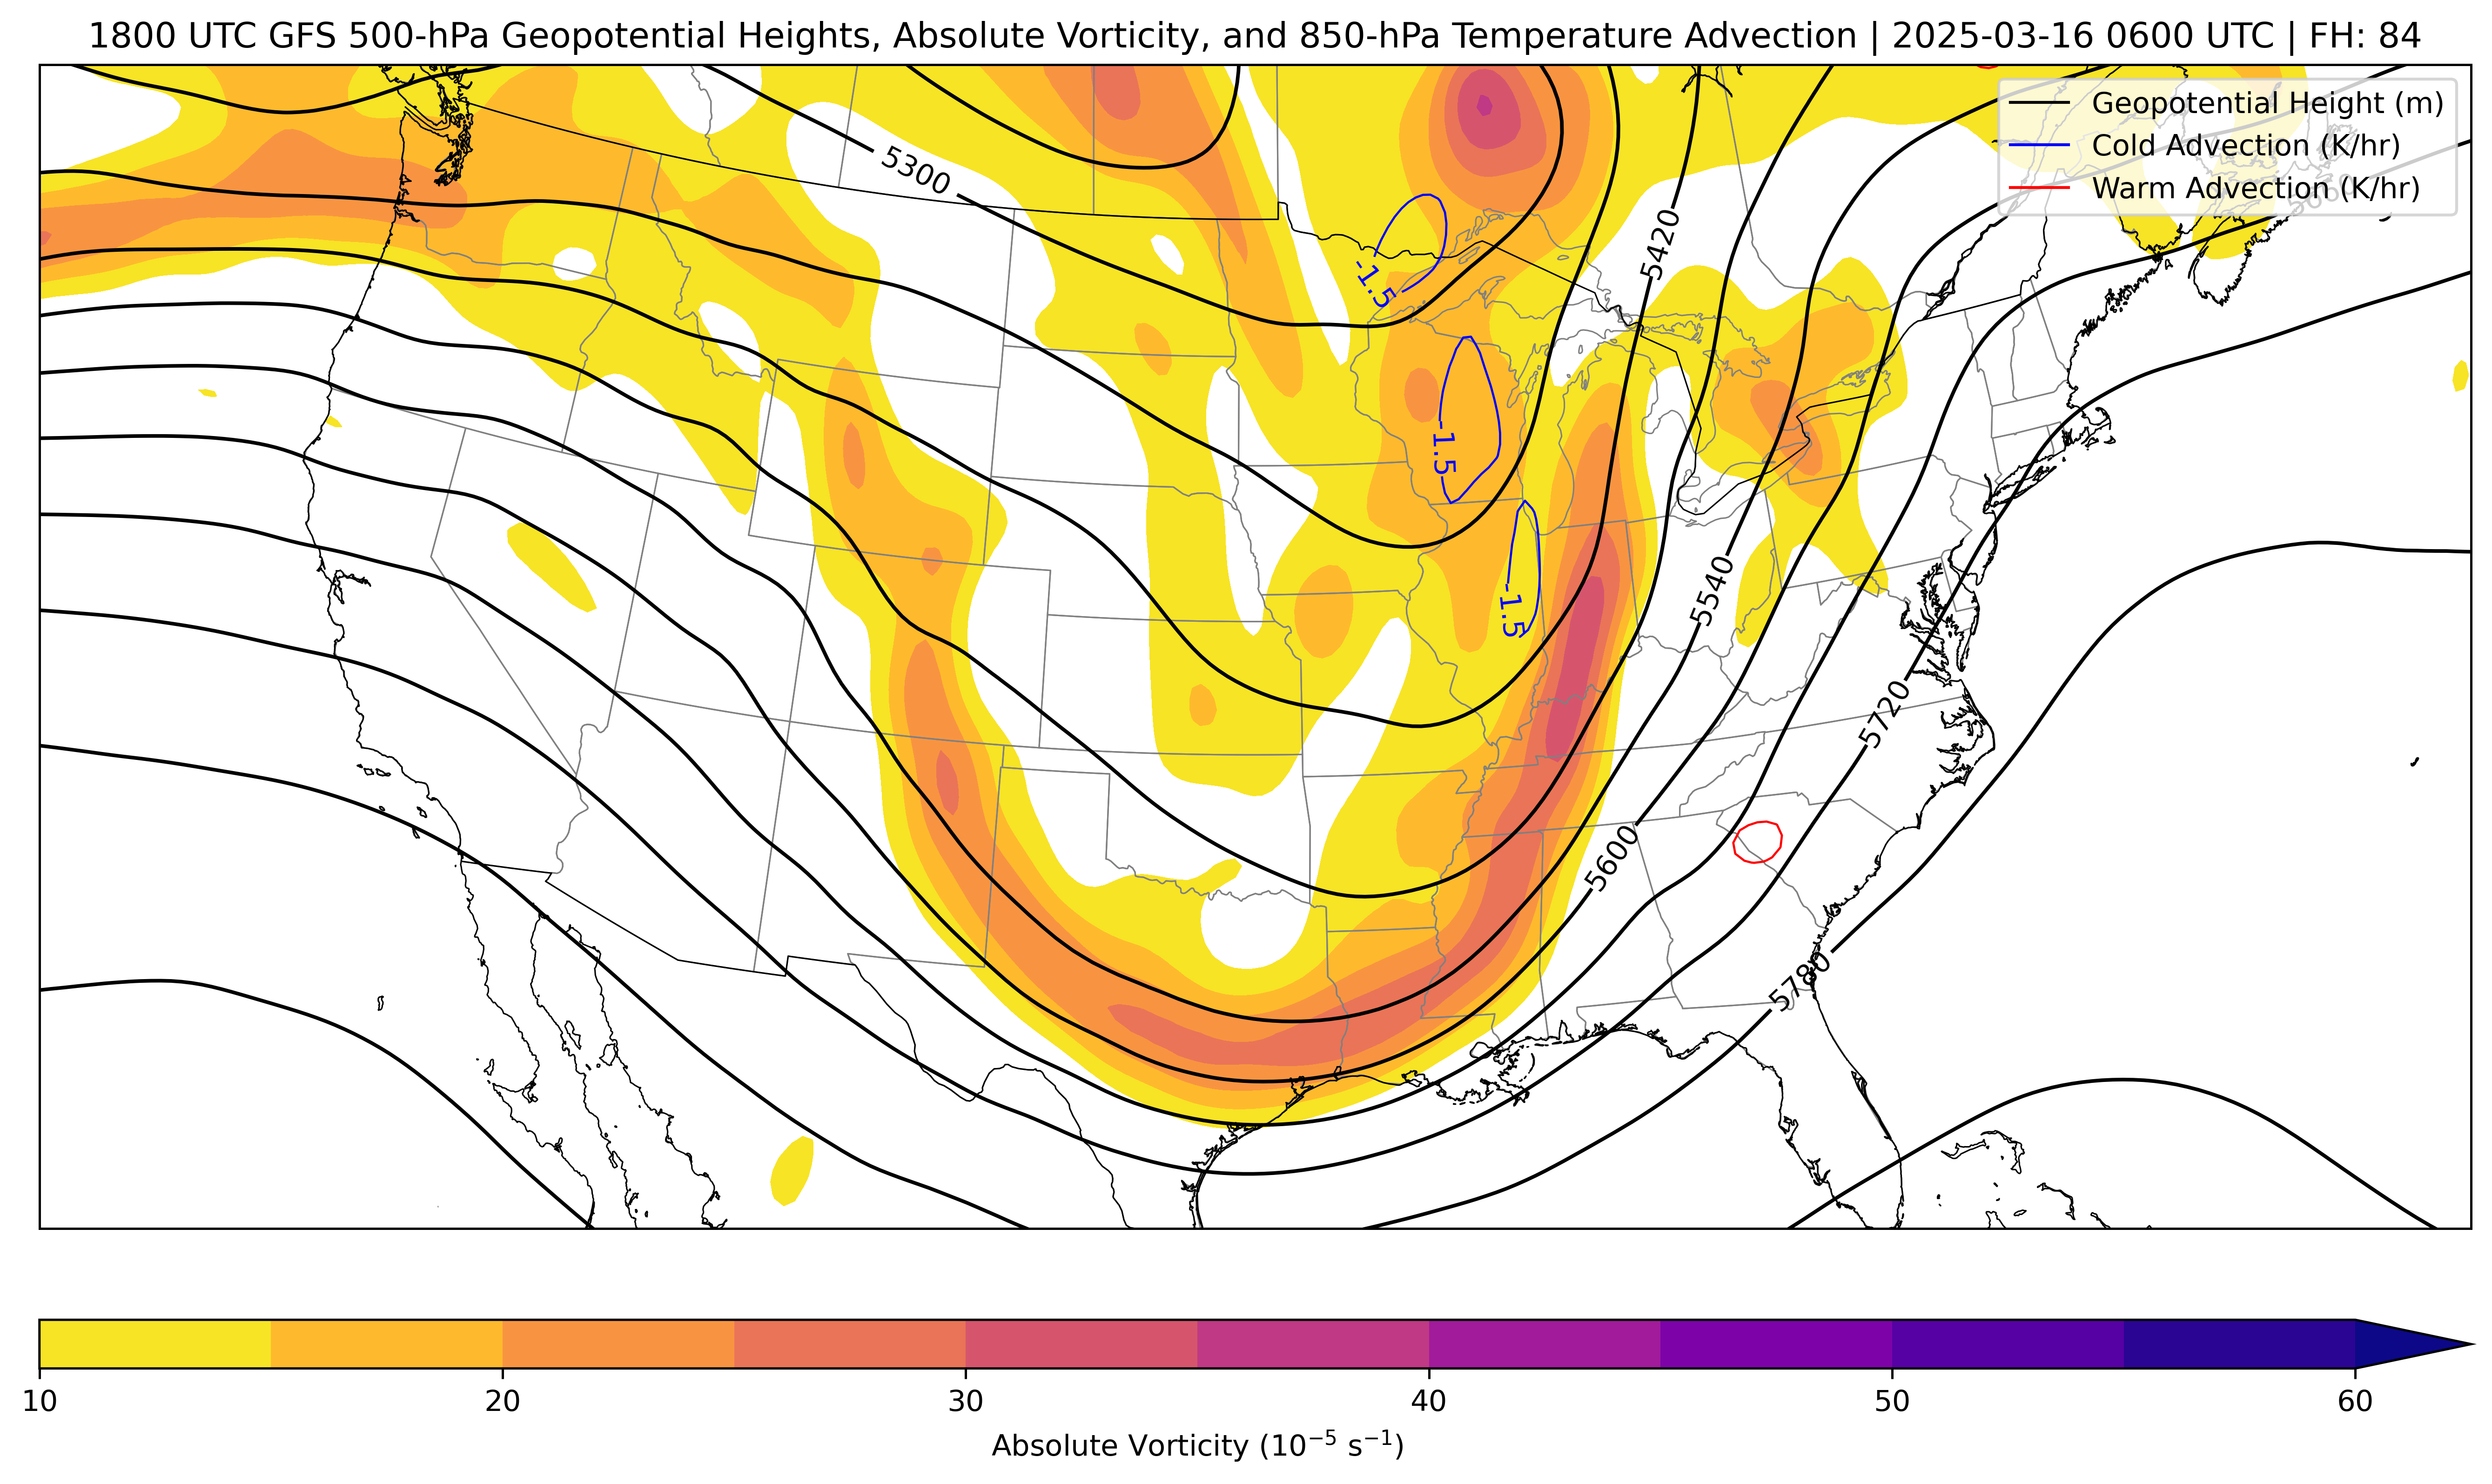 1800 UTC GFS 500-hPa Geopotential Heights, Absolute Vorticity, and 850-hPa Temperature Advection | 2025-03-16 0600 UTC | FH: 84
Geopotential Height (m)
Cold Advection (K/hr)
Warm Advection (K/hr)
5300
5420
-1.5
-1.5
5540
-1.5
5720
5600
5780
10 20 30 40 50 60
Absolute Vorticity (10⁻⁵ s⁻¹)